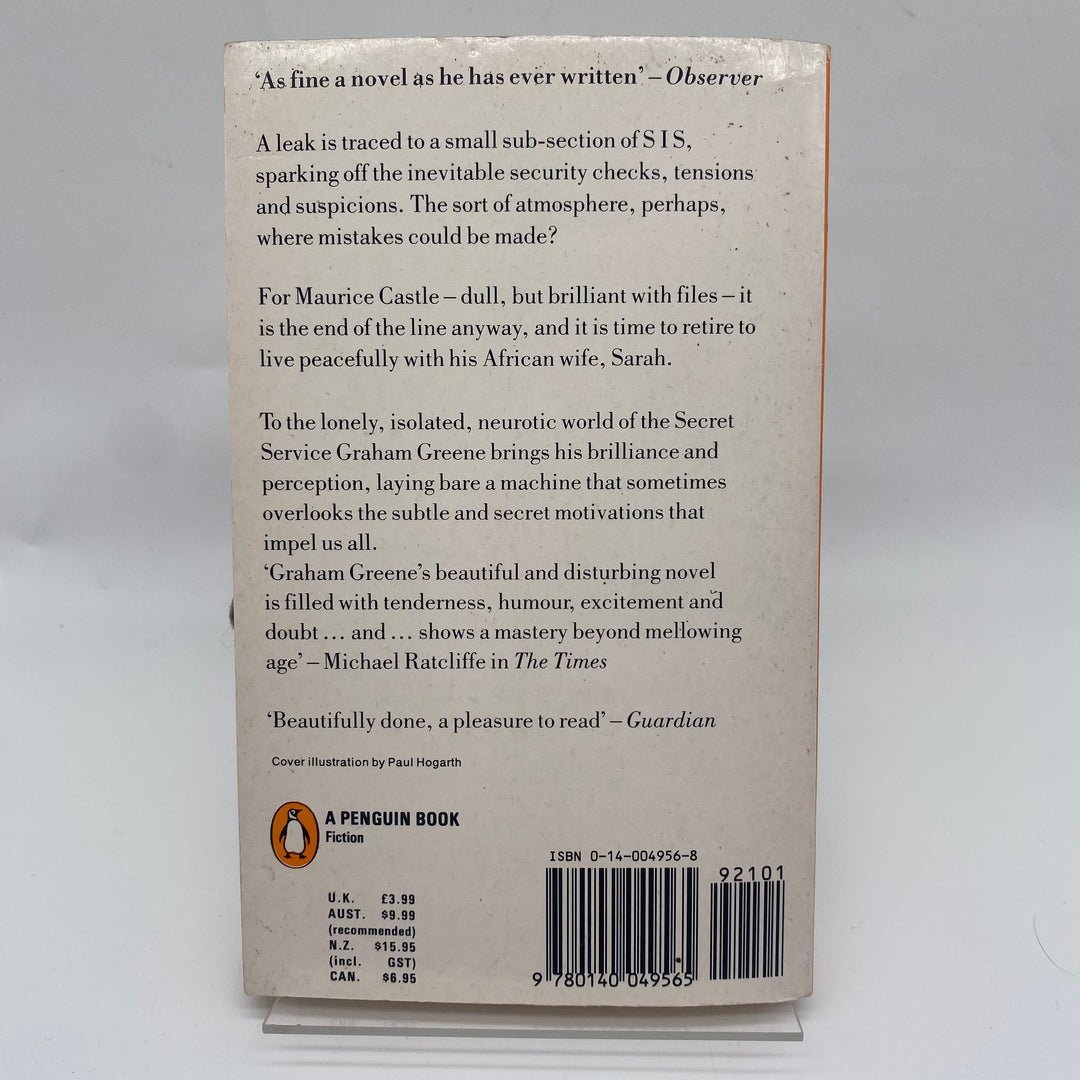 ‘As fine a novel as he has ever written’ – Observer
A leak is traced to a small sub-section of S I S,
sparking off the inevitable security checks, tensions
and suspicions. The sort of atmosphere, perhaps,
where mistakes could be made?
For Maurice Castle – dull, but brilliant with files – it
is the end of the line anyway, and it is time to retire to
live peacefully with his African wife, Sarah.
To the lonely, isolated, neurotic world of the Secret
Service Graham Greene brings his brilliance and
perception, laying bare a machine that sometimes
overlooks the subtle and secret motivations that
impel us all.
‘Graham Greene’s beautiful and disturbing novel
is filled with tenderness, humour, excitement and
doubt ... and ... shows a mastery beyond mellowing
age’ – Michael Ratcliffe in The Times
‘Beautifully done, a pleasure to read’ – Guardian
Cover illustration by Paul Hogarth
A PENGUIN BOOK
Fiction
U.K. £3.99
AUST. $9.99
(recommended)
N.Z. $15.95
(incl. GST)
CAN. $6.95
ISBN 0-14-004956-8
92101
9 780140 049565